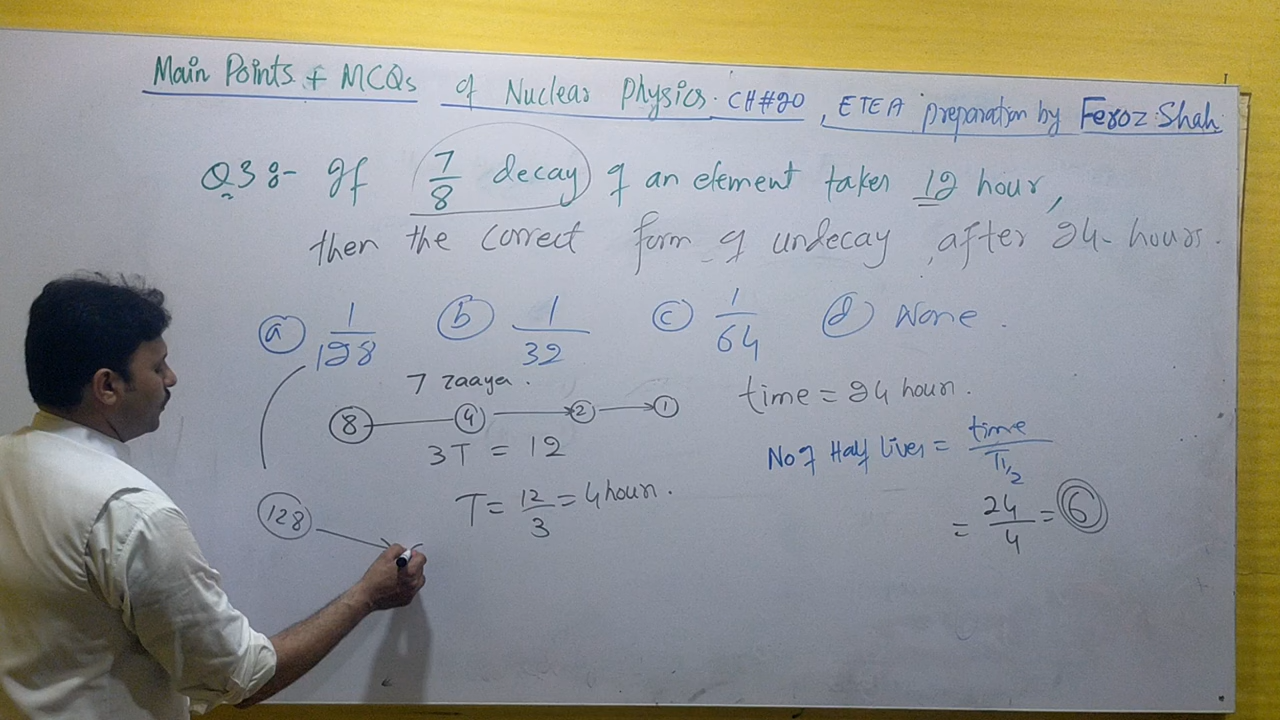 Main Points + MCQs of Nuclear Physics. CH#20, ETEA preparation by Feroz Shah
Q38- If 7/8 decay of an element takes 12 hour,
then the correct form of undecay after 24- hours.
a 1/128 b 1/32 c 1/64 d None.
7 zaaya.
8 4 2 1
3T = 12
T = 12/3 = 4 hour.
128
time = 24 hour.
No of Half Lives = time/T1/2
= 24/4 = 6